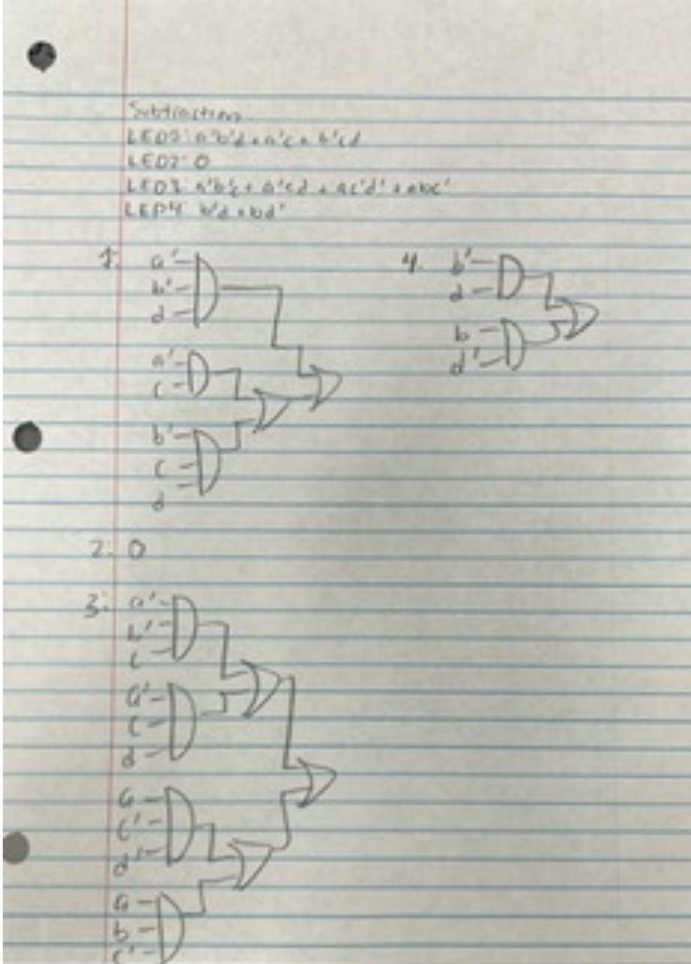 Subtraction:
LED1: a'b'd + a'c + b'cd
LED2: 0
LED3: a'b'c + a'cd + ac'd' + abc'
LED4: b'd + bd'
1. a'
b'
d
a'
c
b'
c
d
4. b'
d
b
d'
2. 0
3. a'
b'
c
a'
c
d
a
c'
d'
a
b
c'